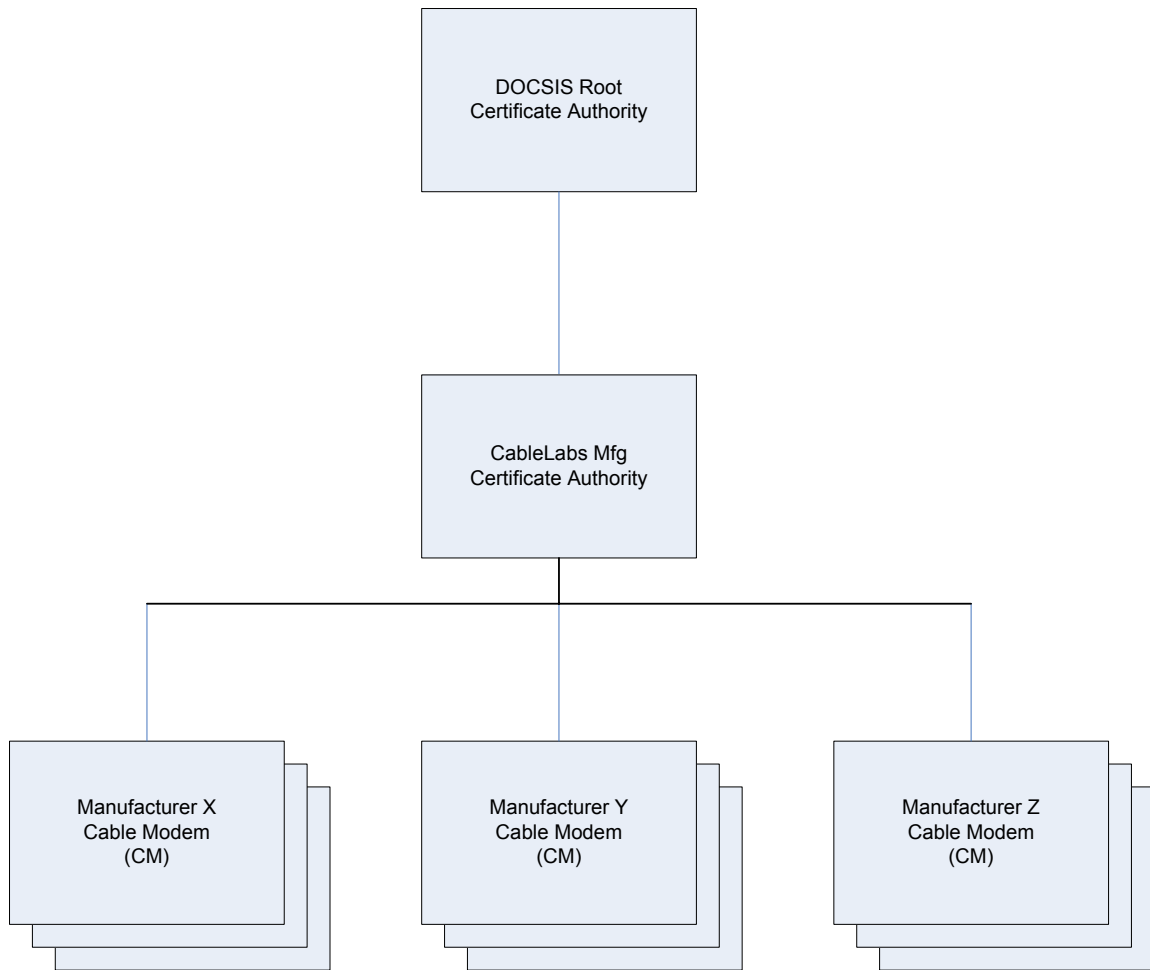 DOCSIS Root
Certificate Authority
CableLabs Mfg
Certificate Authority
Manufacturer X
Cable Modem
(CM)
Manufacturer Y
Cable Modem
(CM)
Manufacturer Z
Cable Modem
(CM)